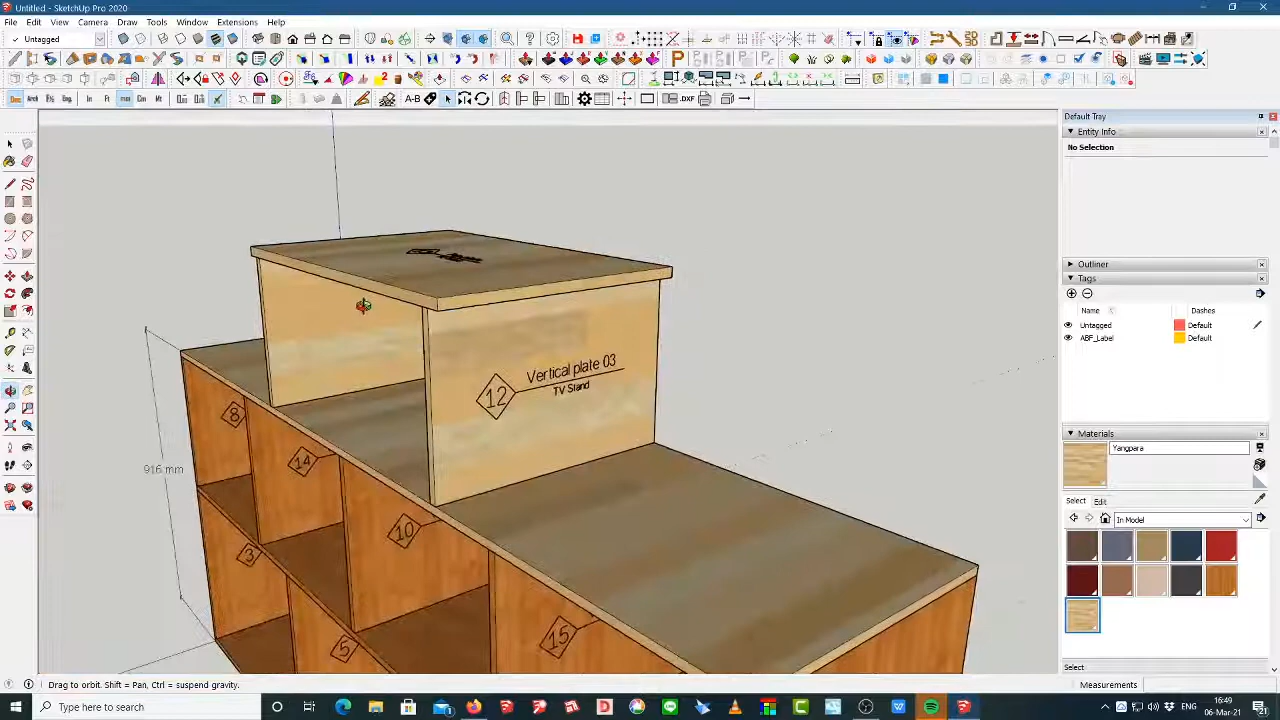 Untitled - SketchUp Pro 2020
File Edit View Camera Draw Tools Window Extensions Help
Untagged
Default Tray
Entity Info
No Selection
Outliner
Tags
Name Dashes
Untagged Default
ABF_Label Default
Materials
Yangpara
Select Edit
In Model
Select
A-B
.DXF
8
14
3
10
5
15
12 Vertical plate 03
TV Stand
916 mm
Drag to orbit. Shift = Pan, Ctrl = suspend gravity.
Measurements
Type here to search
16:49
06-Mar-21